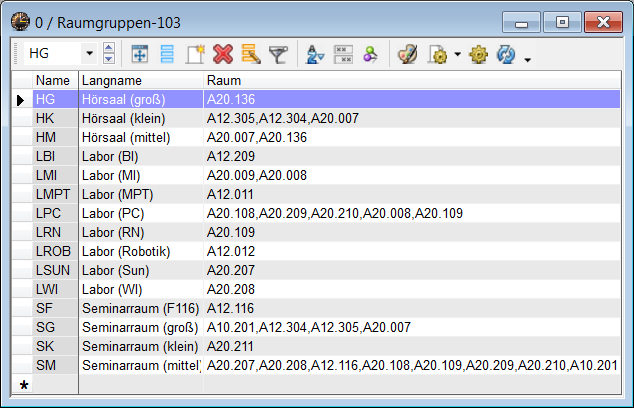 0 / Raumgruppen-103
HG
Name Langname Raum
HG Hörsaal (groß) A20.136
HK Hörsaal (klein) A12.305,A12.304,A20.007
HM Hörsaal (mittel) A20.007,A20.136
LBI Labor (BI) A12.209
LMI Labor (MI) A20.009,A20.008
LMPT Labor (MPT) A12.011
LPC Labor (PC) A20.108,A20.209,A20.210,A20.008,A20.109
LRN Labor (RN) A20.109
LROB Labor (Robotik) A12.012
LSUN Labor (Sun) A20.207
LWI Labor (WI) A20.208
SF Seminarraum (F116) A12.116
SG Seminarraum (groß) A10.201,A12.304,A12.305,A20.007
SK Seminarraum (klein) A20.211
SM Seminarraum (mittel) A20.207,A20.208,A12.116,A20.108,A20.109,A20.209,A20.210,A10.201